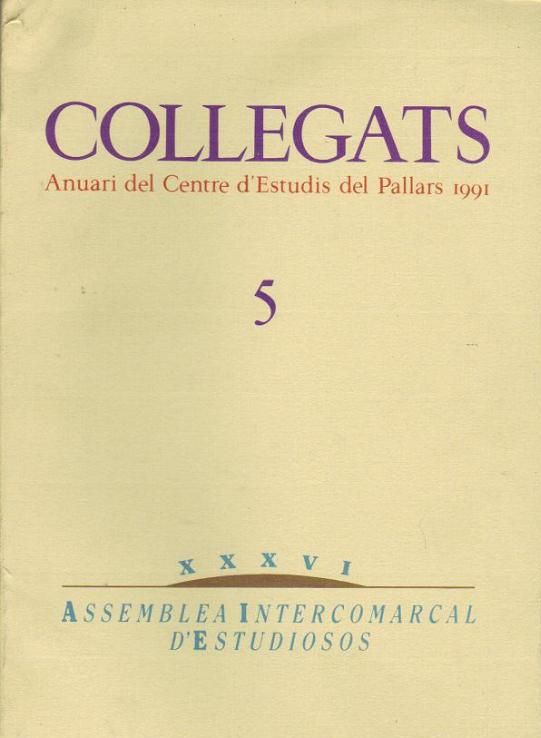 COLLEGATS
Anuari del Centre d'Estudis del Pallars 1991
5
XXXVI
ASSEMBLEA INTERCOMARCAL
D'ESTUDIOSOS